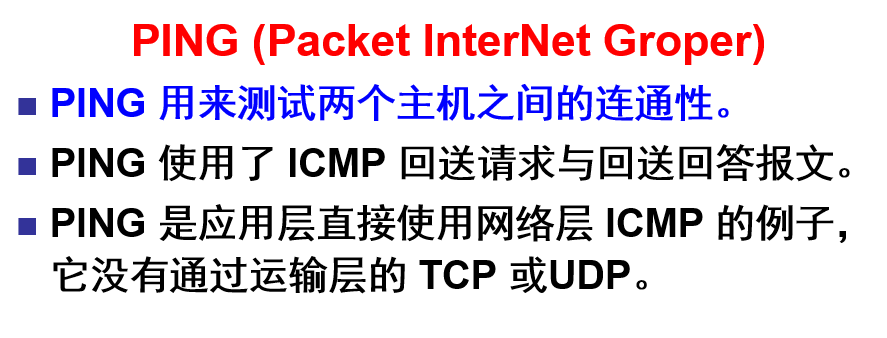 PING (Packet InterNet Groper)
PING 用来测试两个主机之间的连通性。
PING 使用了 ICMP 回送请求与回送回答报文。
PING 是应用层直接使用网络层 ICMP 的例子，
它没有通过运输层的 TCP 或UDP。